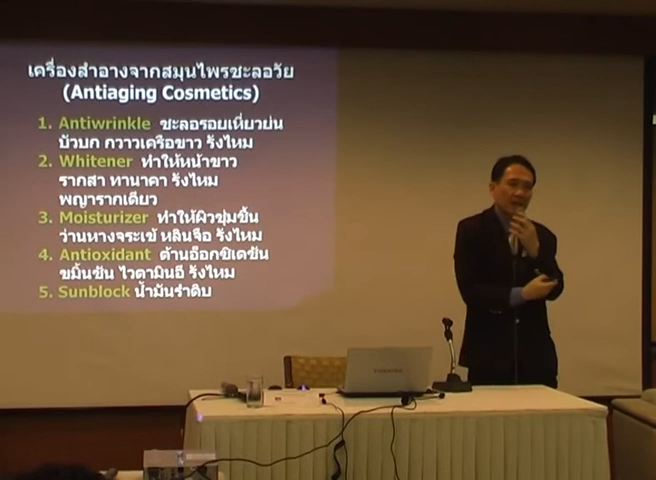 เครื่องสำอางจากสมุนไพรชะลอวัย
(Antiaging Cosmetics)
1. Antiwrinkle ชะลอรอยเหี่ยวย่น
บัวบก กวาวเครือขาว รังไหม
2. Whitener ทำให้หน้าขาว
รากสา ทานาคา รังไหม
พญารากเดียว
3. Moisturizer ทำให้ผิวชุ่มชื้น
ว่านหางจระเข้ หลินจือ รังไหม
4. Antioxidant ต้านอ็อกซิเดชัน
ขมิ้นชัน ไวตามินอี รังไหม
5. Sunblock น้ำมันรำดิบ
TOSHIBA